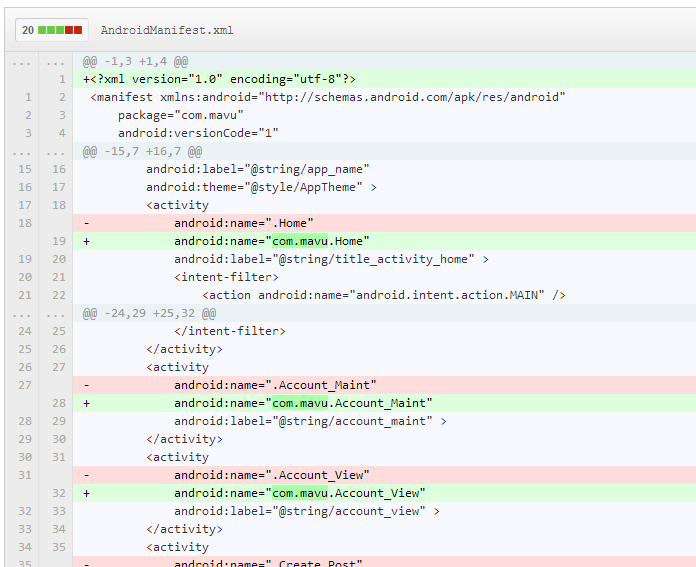 20 AndroidManifest.xml
... ... @@ -1,3 +1,4 @@
1 +<?xml version="1.0" encoding="utf-8"?>
1 2 <manifest xmlns:android="http://schemas.android.com/apk/res/android"
2 3 package="com.mavu"
3 4 android:versionCode="1"
... ... @@ -15,7 +16,7 @@
15 16 android:label="@string/app_name"
16 17 android:theme="@style/AppTheme" >
17 18 <activity
18 - android:name=".Home"
19 + android:name="com.mavu.Home"
19 20 android:label="@string/title_activity_home" >
20 21 <intent-filter>
21 22 <action android:name="android.intent.action.MAIN" />
... ... @@ -24,29 +25,32 @@
24 25 </intent-filter>
25 26 </activity>
26 27 <activity
27 - android:name=".Account_Maint"
28 + android:name="com.mavu.Account_Maint"
28 29 android:label="@string/account_maint" >
29 30 </activity>
30 31 <activity
31 - android:name=".Account_View"
32 + android:name="com.mavu.Account_View"
32 33 android:label="@string/account_view" >
33 34 </activity>
34 35 <activity
35 - android:name=".Create_Post"